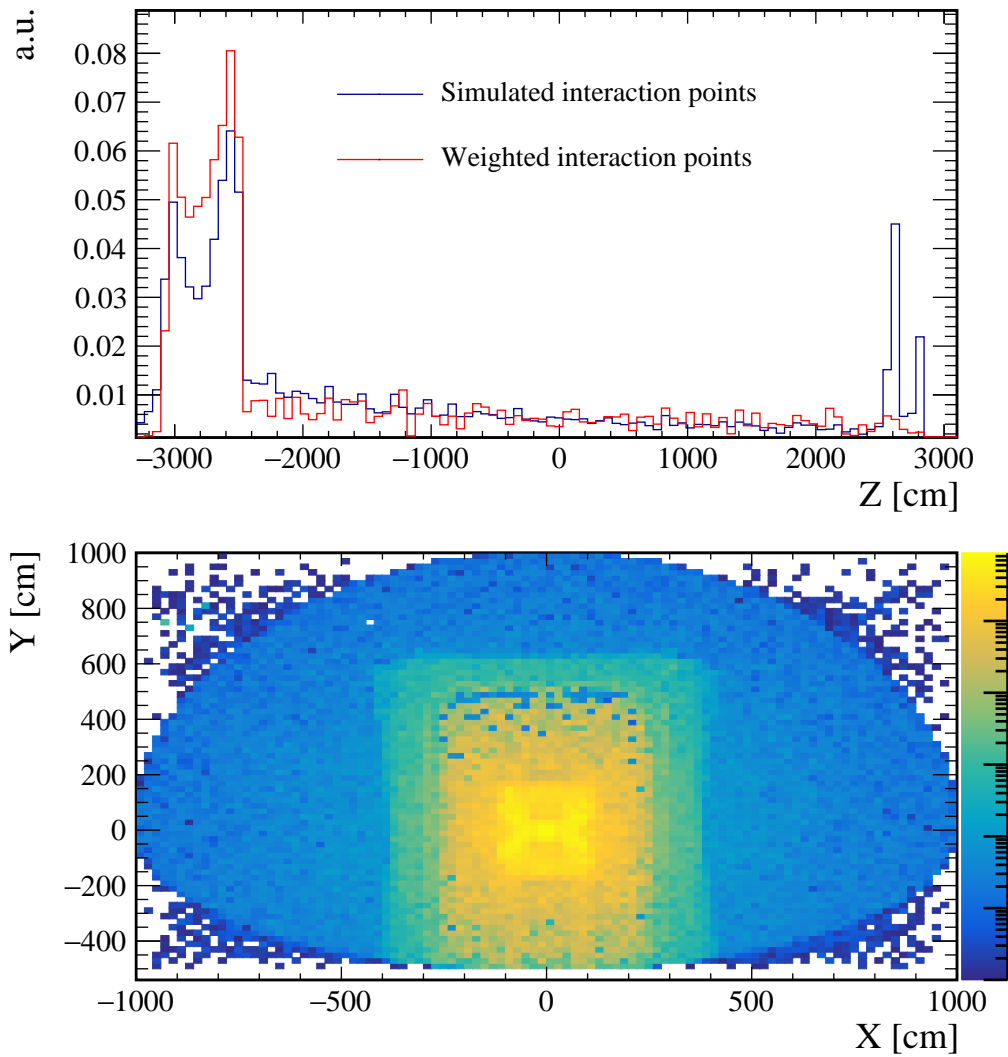 a.u.
0.08
0.07
0.06
0.05
0.04
0.03
0.02
0.01
Simulated interaction points
Weighted interaction points
−3000 −2000 −1000 0 1000 2000 3000
Z [cm]
Y [cm]
1000
800
600
400
200
0
−200
−400
−1000 −500 0 500 1000
X [cm]